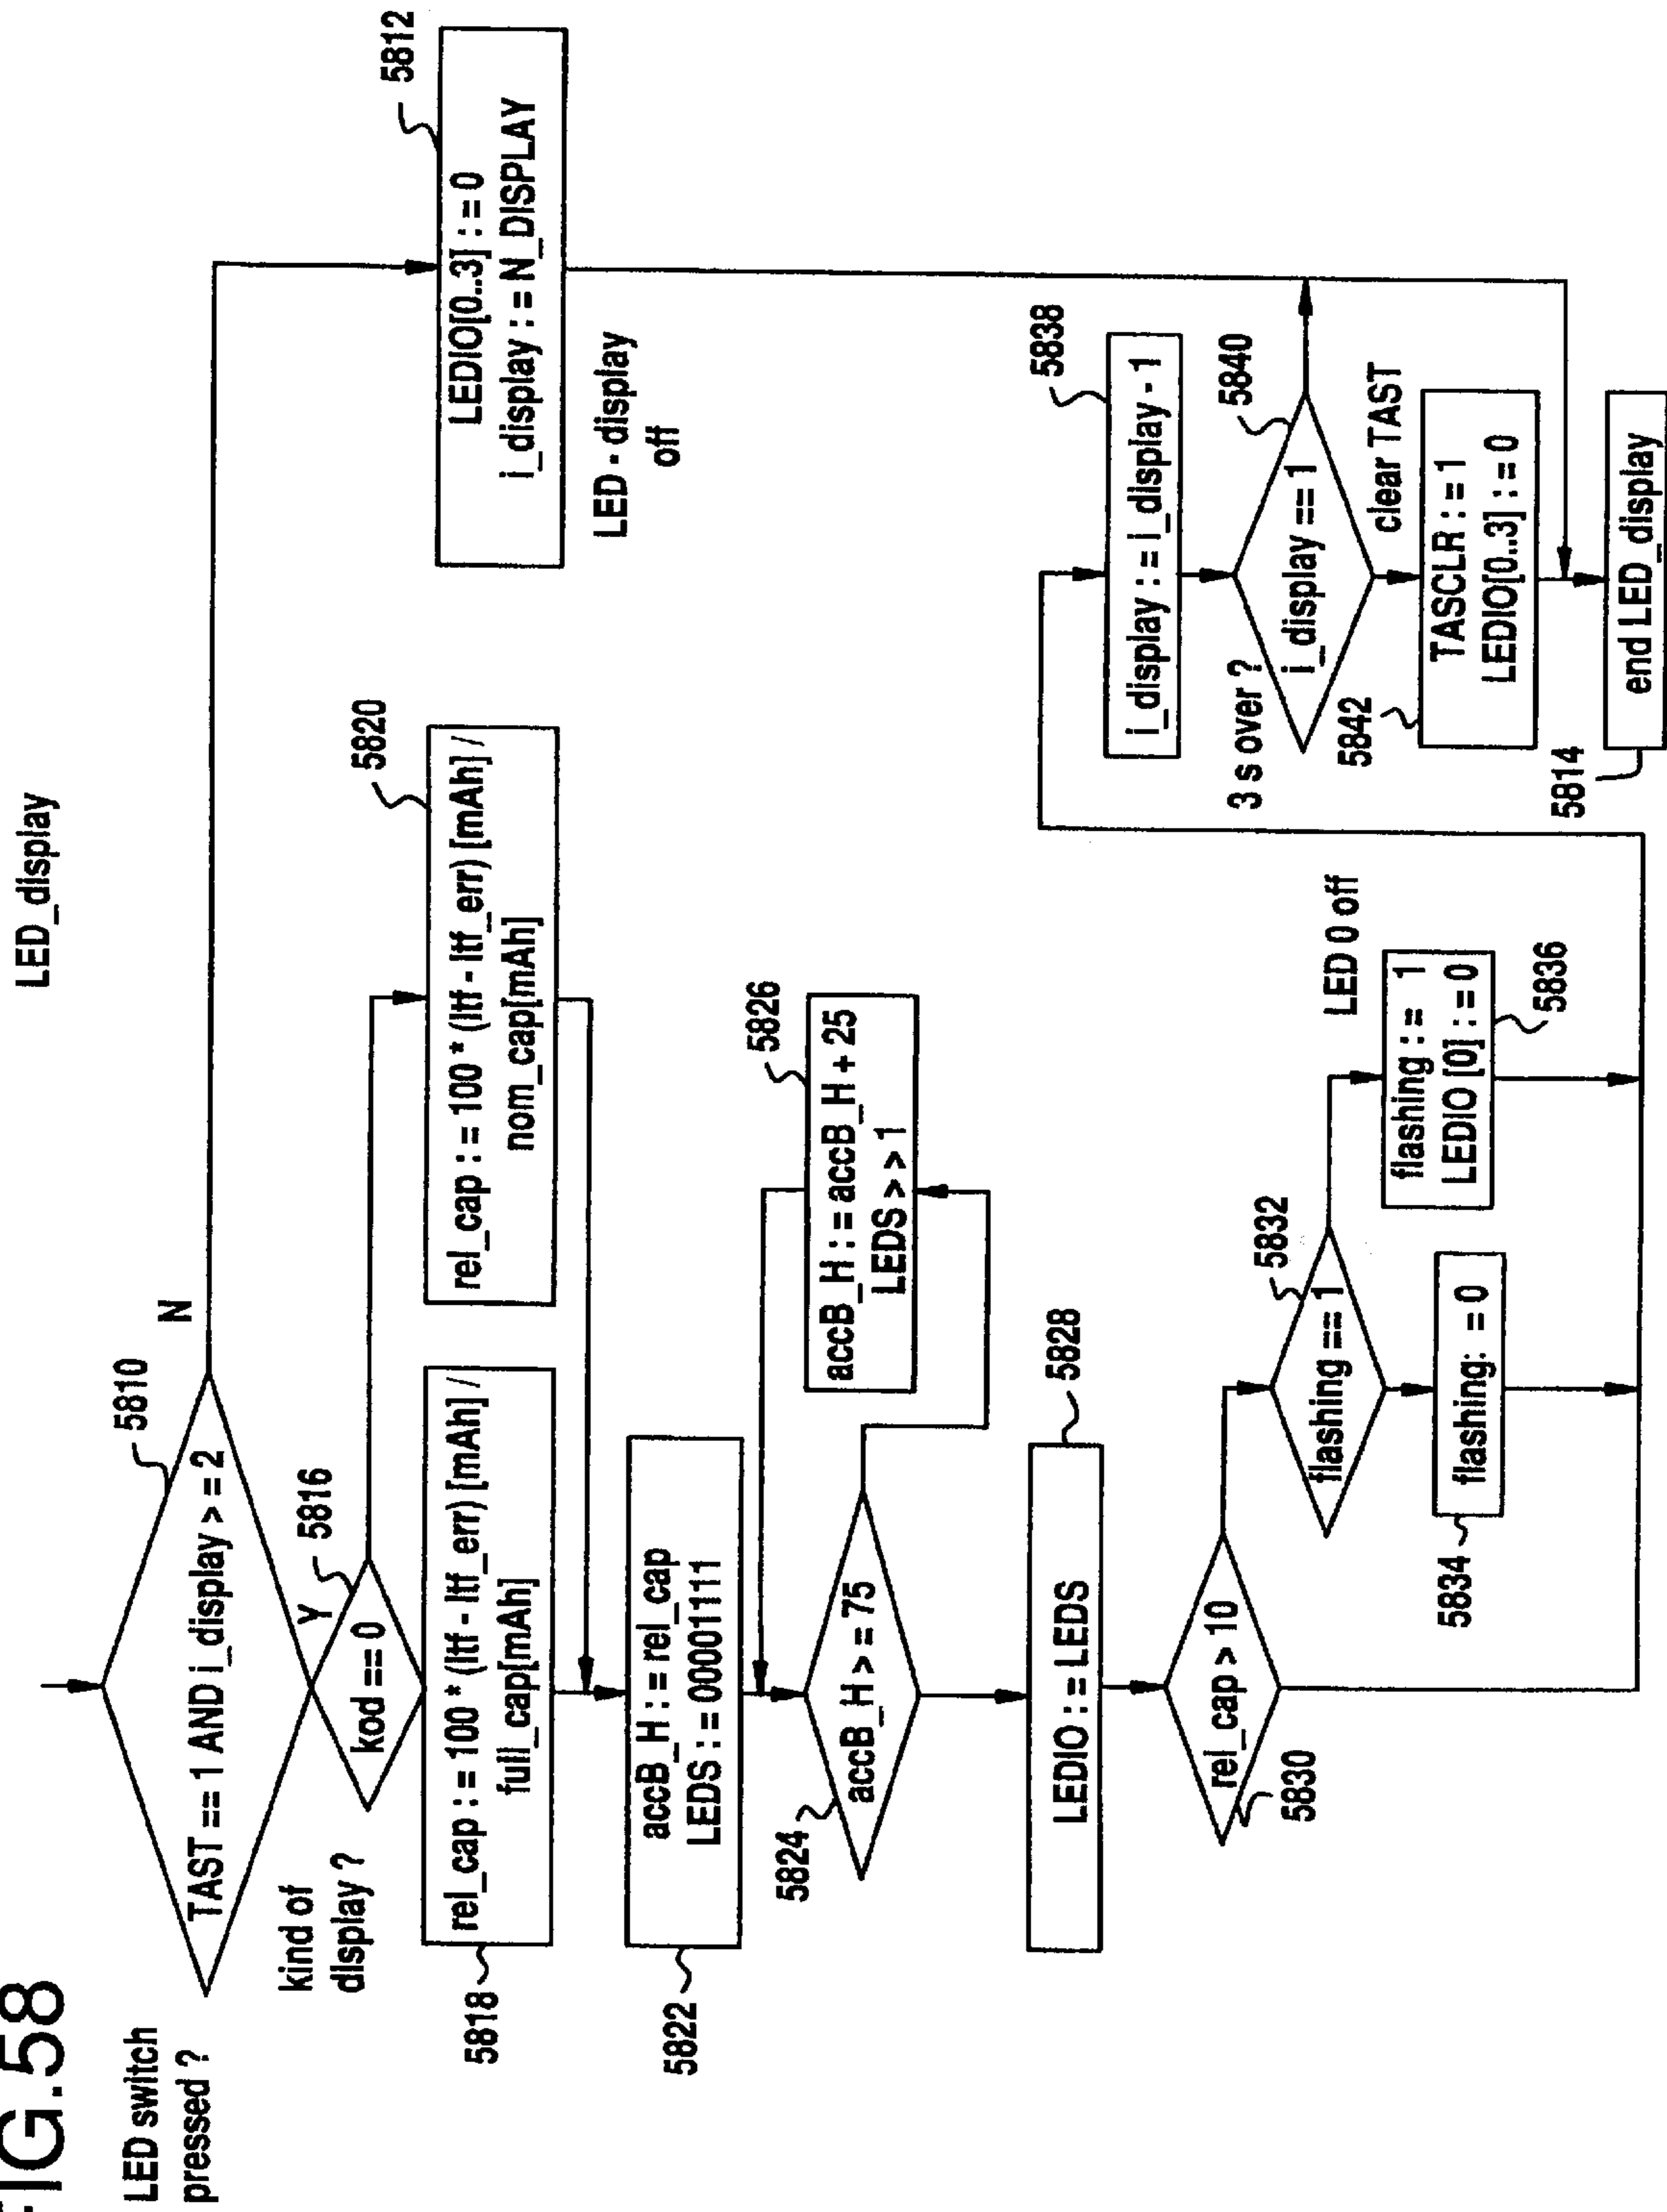 FIG.58
LED_display
LED switch
pressed ?
TAST == 1 AND i_display > = 2
5810
N
Y
5812
LEDIO[0..3] : = 0
i_display : = N_DISPLAY
LED - display
off
kind of
display ?
kod == 0
5816
5818
rel_cap : = 100 * (Itf - Itf_err) [mAh] /
full_cap[mAh]
5820
rel_cap : = 100 * (Itf - Itf_err) [mAh] /
nom_cap[mAh]
5822
accB_H : = rel_cap
LEDS : = 00001111
5824
accB_H > = 75
5826
accB_H : = accB_H + 25
LEDS > > 1
5828
LEDIO : = LEDS
5830
rel_cap > 10
5832
flashing == 1
5834
flashing: = 0
LED 0 off
flashing : = 1
LEDIO [0] : = 0
5836
5838
i_display : = i_display - 1
3 s over ?
i_display == 1
5840
clear TAST
5842
TASCLR : = 1
LEDIO[0..3] : = 0
5814
end LED_display